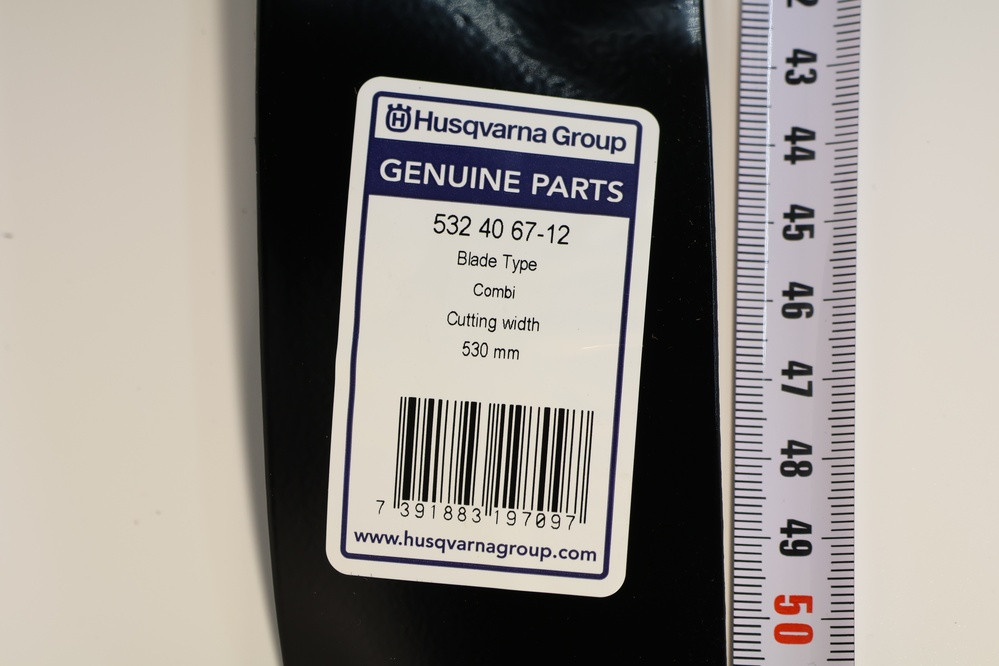 Husqvarna Group
GENUINE PARTS
532 40 67-12
Blade Type
Combi
Cutting width
530 mm
7 391883 197097
www.husqvarnagroup.com
2
43
44
45
46
47
48
49
50